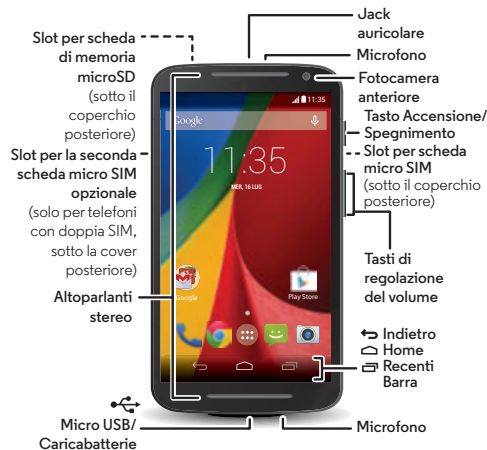 Slot per scheda
di memoria
microSD
(sotto il
coperchio
posteriore)
Slot per la seconda
scheda micro SIM
opzionale
(solo per telefoni
con doppia SIM,
sotto la cover
posteriore)
Altoparlanti
stereo
Micro USB/
Caricabatterie
Jack
auricolare
Microfono
Fotocamera
anteriore
Tasto Accensione/
Spegnimento
Slot per scheda
micro SIM
(sotto il coperchio
posteriore)
Tasti di
regolazione
del volume
Indietro
Home
Recenti
Barra
Microfono
11:35
Google
11:35
MER, 16 LUG
Google
Play Store